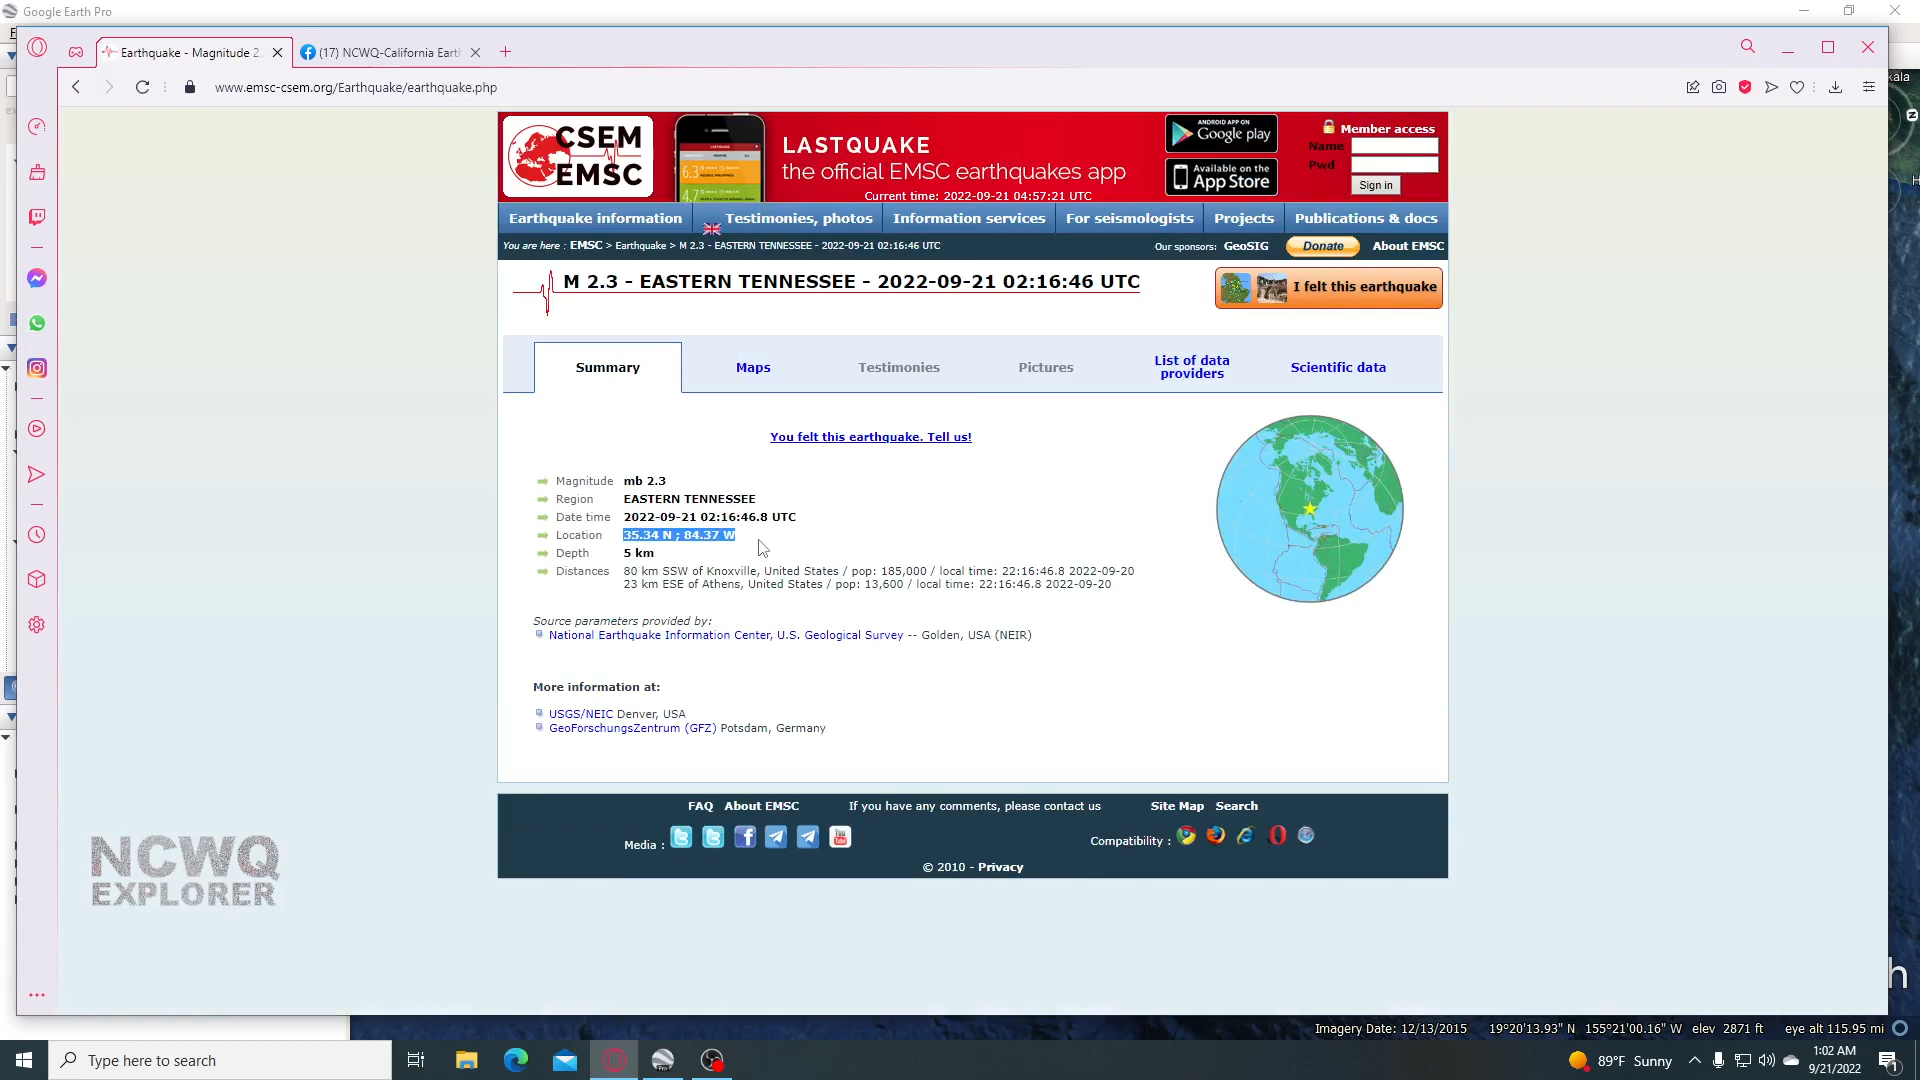 Google Earth Pro
Earthquake - Magnitude 2.
(17) NCWQ-California Earth
www.emsc-csem.org/Earthquake/earthquake.php
CSEM
EMSC
LASTQUAKE
the official EMSC earthquakes app
Current time: 2022-09-21 04:57:21 UTC
ANDROID APP ON
Google play
Available on the
App Store
Member access
Name
Pwd
Sign in
Earthquake information
Testimonies, photos
Information services
For seismologists
Projects
Publications & docs
You are here : EMSC > Earthquake > M 2.3 - EASTERN TENNESSEE - 2022-09-21 02:16:46 UTC
Our sponsors: GeoSIG
Donate
About EMSC
M 2.3 - EASTERN TENNESSEE - 2022-09-21 02:16:46 UTC
I felt this earthquake
Summary
Maps
Testimonies
Pictures
List of data
providers
Scientific data
You felt this earthquake. Tell us!
Magnitude mb 2.3
Region EASTERN TENNESSEE
Date time 2022-09-21 02:16:46.8 UTC
Location 35.34 N ; 84.37 W
Depth 5 km
Distances 80 km SSW of Knoxville, United States / pop: 185,000 / local time: 22:16:46.8 2022-09-20
23 km ESE of Athens, United States / pop: 13,600 / local time: 22:16:46.8 2022-09-20
Source parameters provided by:
National Earthquake Information Center, U.S. Geological Survey -- Golden, USA (NEIR)
More information at:
USGS/NEIC Denver, USA
GeoForschungsZentrum (GFZ) Potsdam, Germany
FAQ About EMSC If you have any comments, please contact us Site Map Search
Media :
Compatibility :
© 2010 - Privacy
NCWQ
EXPLORER
Imagery Date: 12/13/2015 19°20'13.93" N 155°21'00.16" W elev 2871 ft eye alt 115.95 mi
Type here to search
89°F Sunny
1:02 AM
9/21/2022